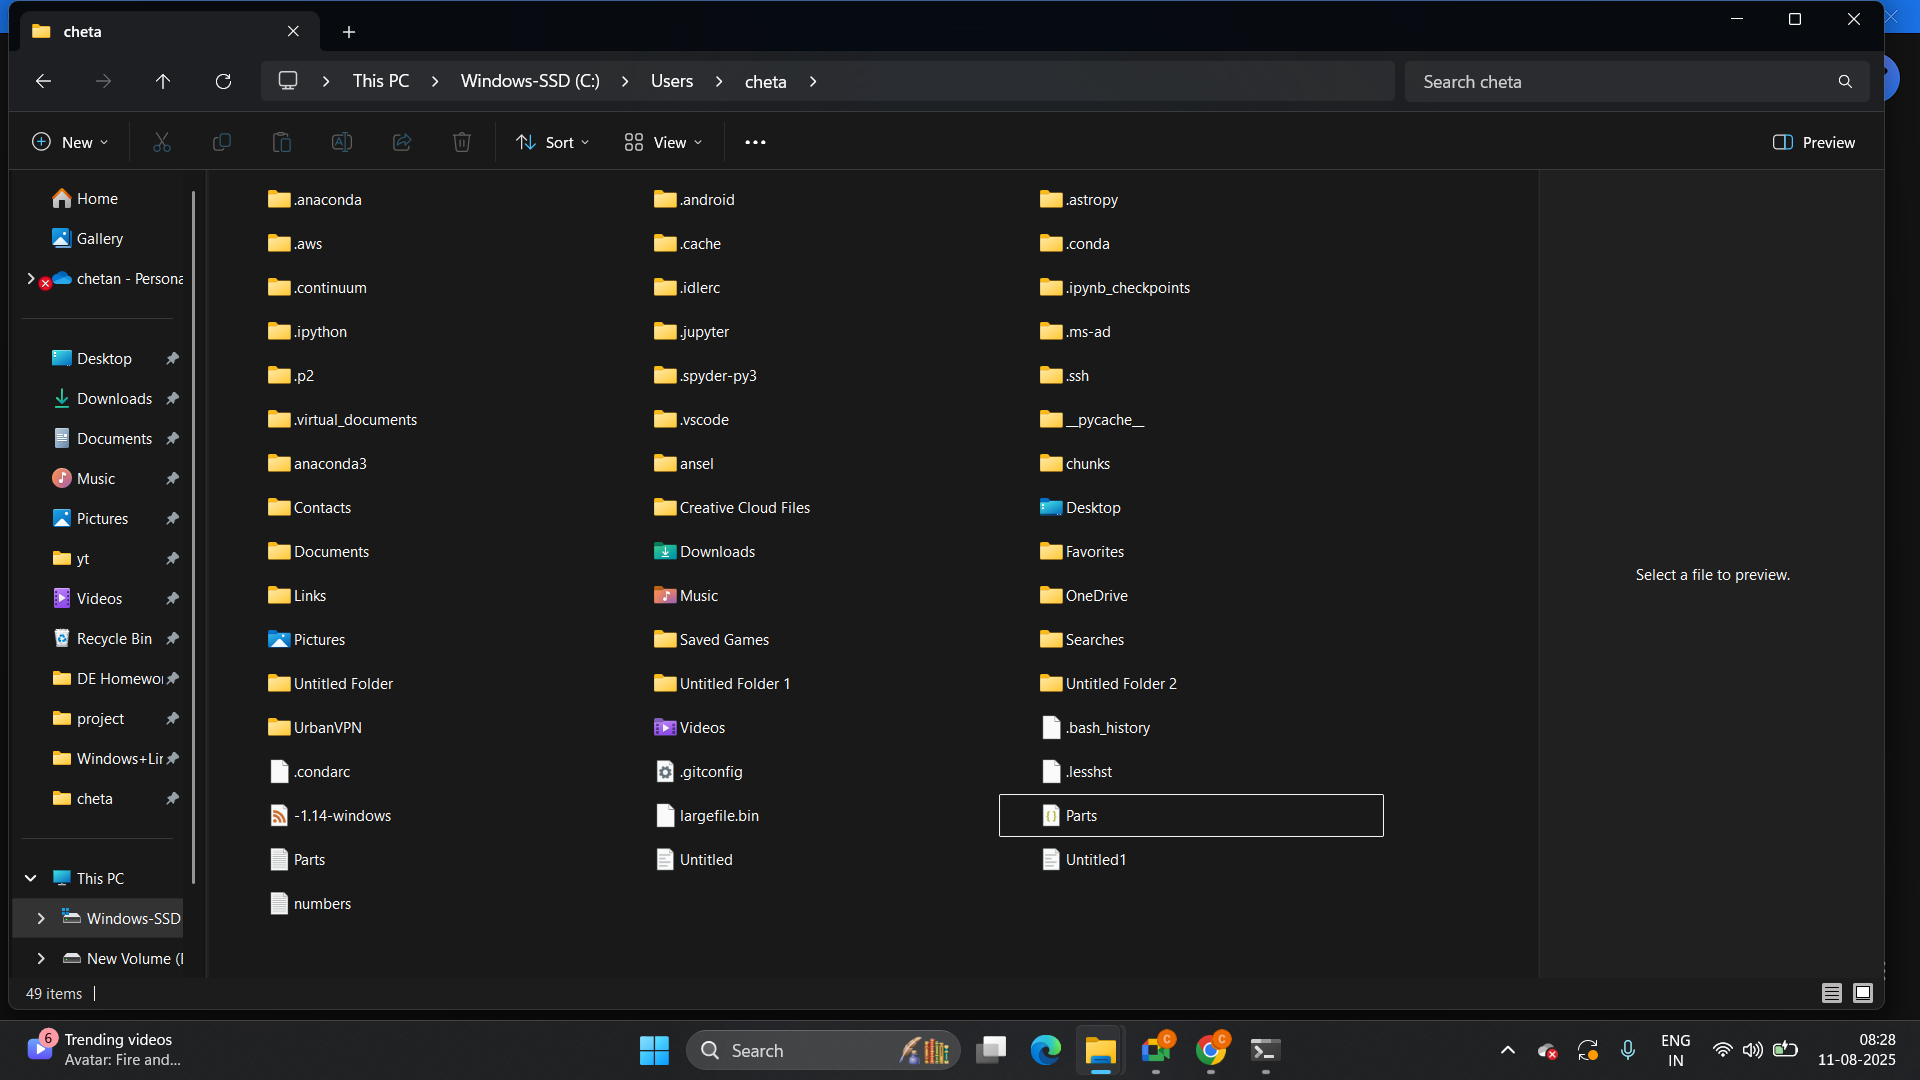 cheta
This PC
Windows-SSD (C:)
Users
cheta
Search cheta
New
Sort
View
Preview
Home
Gallery
chetan - Persona
Desktop
Downloads
Documents
Music
Pictures
yt
Videos
Recycle Bin
DE Homewo
project
Windows+Lin
cheta
This PC
Windows-SSD
New Volume (
.anaconda
.android
.astropy
.aws
.cache
.conda
.continuum
.idlerc
.ipynb_checkpoints
.ipython
.jupyter
.ms-ad
.p2
.spyder-py3
.ssh
.virtual_documents
.vscode
__pycache__
anaconda3
ansel
chunks
Contacts
Creative Cloud Files
Desktop
Documents
Downloads
Favorites
Links
Music
OneDrive
Pictures
Saved Games
Searches
Untitled Folder
Untitled Folder 1
Untitled Folder 2
UrbanVPN
Videos
.bash_history
.condarc
.gitconfig
.lesshst
-1.14-windows
largefile.bin
Parts
Parts
Untitled
Untitled1
numbers
Select a file to preview.
49 items
6
Trending videos
Avatar: Fire and...
Search
C
C
ENG
IN
08:28
11-08-2025